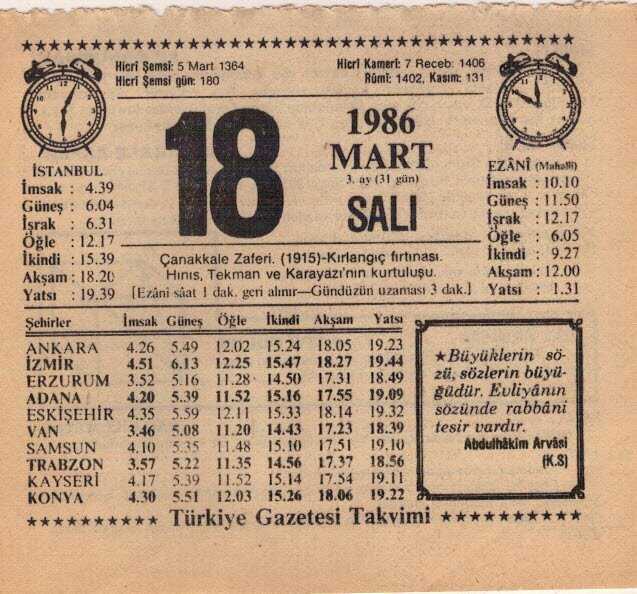 Hicrî Şemsî: 5 Mart 1364
Hicrî Şemsi gün: 180
Hicrî Kamerî: 7 Receb: 1406
Rûmî: 1402, Kasım: 131
18
1986
MART
3. ay (31 gün)
SALI
İSTANBUL
İmsak : 4.39
Güneş : 6.04
İşrak : 6.31
Öğle : 12.17
İkindi : 15.39
Akşam : 18.20
Yatsı : 19.39
EZÂNÎ (Mahalli)
İmsak : 10.10
Güneş : 11.50
İşrak : 12.17
Öğle : 6.05
İkindi : 9.27
Akşam : 12.00
Yatsı : 1.31
Çanakkale Zaferi. (1915)-Kırlangıç fırtınası.
Hınıs, Tekman ve Karayazı'nın kurtuluşu.
[Ezânî sâat 1 dak. geri alınır—Gündüzün uzaması 3 dak.]
Şehirler İmsak Güneş Öğle İkindi Akşam Yatsı
ANKARA 4.26 5.49 12.02 15.24 18.05 19.23
İZMİR 4.51 6.13 12.25 15.47 18.27 19.44
ERZURUM 3.52 5.16 11.28 14.50 17.31 18.49
ADANA 4.20 5.39 11.52 15.16 17.55 19.09
ESKİŞEHİR 4.35 5.59 12.11 15.33 18.14 19.32
VAN 3.46 5.08 11.20 14.43 17.23 18.39
SAMSUN 4.10 5.35 11.48 15.10 17.51 19.10
TRABZON 3.57 5.22 11.35 14.56 17.37 18.56
KAYSERİ 4.17 5.39 11.52 15.14 17.54 19.11
KONYA 4.30 5.51 12.03 15.26 18.06 19.22
★Büyüklerin sö-
zü, sözlerin büyü-
ğüdür. Evliyânın
sözünde rabbâni
tesir vardır.
Abdulhâkim Arvâsi
(K.S)
Türkiye Gazetesi Takvimi